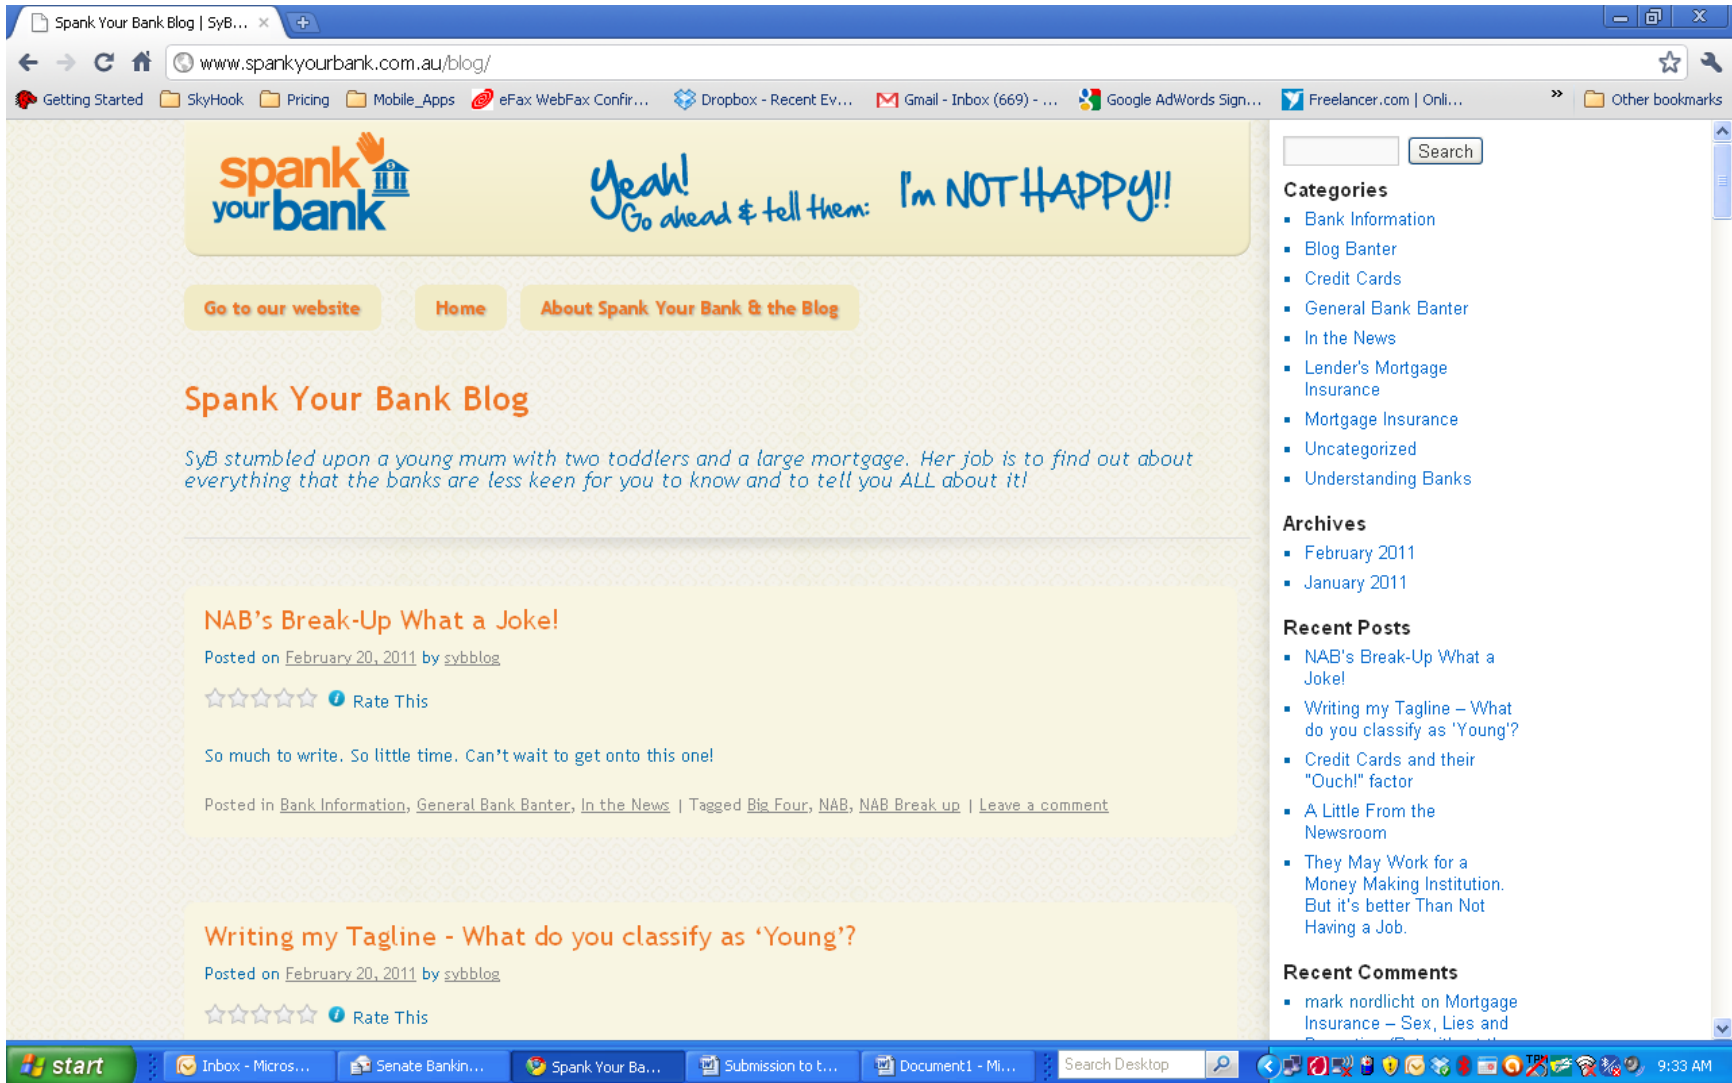 Spank Your Bank Blog | SyB...
www.spankyourbank.com.au/blog/
Getting Started SkyHook Pricing Mobile_Apps eFax WebFax Confir... Dropbox - Recent Ev... Gmail - Inbox (669) - ... Google AdWords Sign... Freelancer.com | Onli... » Other bookmarks
spank
your bank
Yeah!
Go ahead & tell them:
I'm NOT HAPPY!!
Go to our website Home About Spank Your Bank & the Blog
Spank Your Bank Blog
SyB stumbled upon a young mum with two toddlers and a large mortgage. Her job is to find out about
everything that the banks are less keen for you to know and to tell you ALL about it!
NAB's Break-Up What a Joke!
Posted on February 20, 2011 by sybblog
Rate This
So much to write. So little time. Can't wait to get onto this one!
Posted in Bank Information, General Bank Banter, In the News | Tagged Big Four, NAB, NAB Break up | Leave a comment
Writing my Tagline - What do you classify as 'Young'?
Posted on February 20, 2011 by sybblog
Rate This
Search
Categories
Bank Information
Blog Banter
Credit Cards
General Bank Banter
In the News
Lender's Mortgage
Insurance
Mortgage Insurance
Uncategorized
Understanding Banks
Archives
February 2011
January 2011
Recent Posts
NAB's Break-Up What a
Joke!
Writing my Tagline – What
do you classify as 'Young'?
Credit Cards and their
"Ouch!" factor
A Little From the
Newsroom
They May Work for a
Money Making Institution.
But it's better Than Not
Having a Job.
Recent Comments
mark nordlicht on Mortgage
Insurance – Sex, Lies and
start Inbox - Micros... Senate Bankin... Spank Your Ba... Submission to t... Document1 - Mi... Search Desktop 9:33 AM